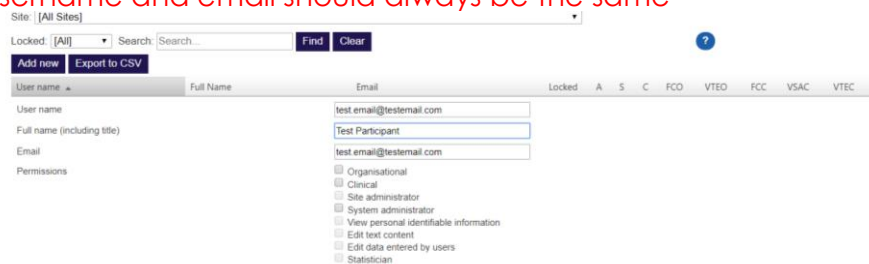 sername and email should always be the same
Site: [All Sites]
Locked: [All] Search: Search... Find Clear ?
Add new Export to CSV
User name Full Name Email Locked A S C FCO VTEO FCC VSAC VTEC
User name test.email@testemail.com
Full name (including title) Test Participant
Email test.email@testemail.com
Permissions Organisational
Clinical
Site administrator
System administrator
View personal identifiable information
Edit text content
Edit data entered by users
Statistician